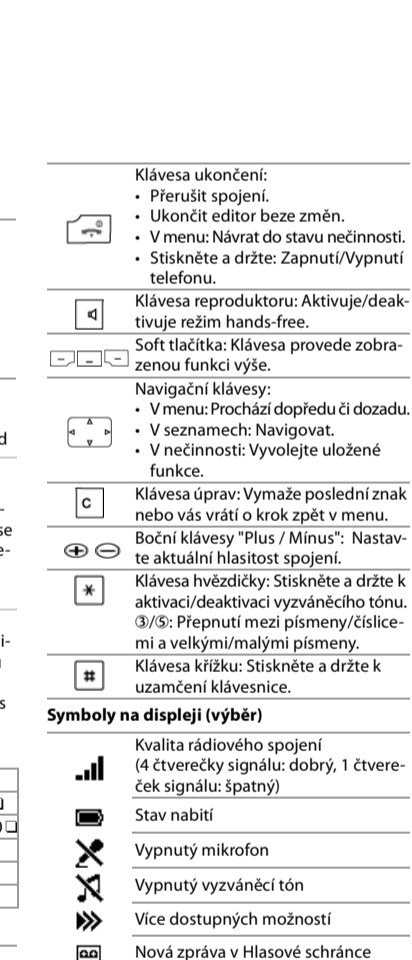 Klávesa ukončení:
• Přerušit spojení.
• Ukončit editor beze změn.
• V menu: Návrat do stavu nečinnosti.
• Stiskněte a držte: Zapnutí/Vypnutí
telefonu.
Klávesa reproduktoru: Aktivuje/deak-
tivuje režim hands-free.
Soft tlačítka: Klávesa provede zobra-
zenou funkci výše.
Navigační klávesy:
• V menu: Prochází dopředu či dozadu.
• V seznamech: Navigovat.
• V nečinnosti: Vyvolejte uložené
funkce.
C
Klávesa úprav: Vymaže poslední znak
nebo vás vrátí o krok zpět v menu.
Boční klávesy "Plus / Mínus": Nastav-
te aktuální hlasitost spojení.
*
Klávesa hvězdičky: Stiskněte a držte k
aktivaci/deaktivaci vyzváněcího tónu.
③/⑤: Přepnutí mezi písmeny/číslice-
mi a velkými/malými písmeny.
#
Klávesa křížku: Stiskněte a držte k
uzamčení klávesnice.
Symboly na displeji (výběr)
Kvalita rádiového spojení
(4 čtverečky signálu: dobrý, 1 čtvere-
ček signálu: špatný)
Stav nabití
Vypnutý mikrofon
Vypnutý vyzváněcí tón
Více dostupných možností
Nová zpráva v Hlasové schránce